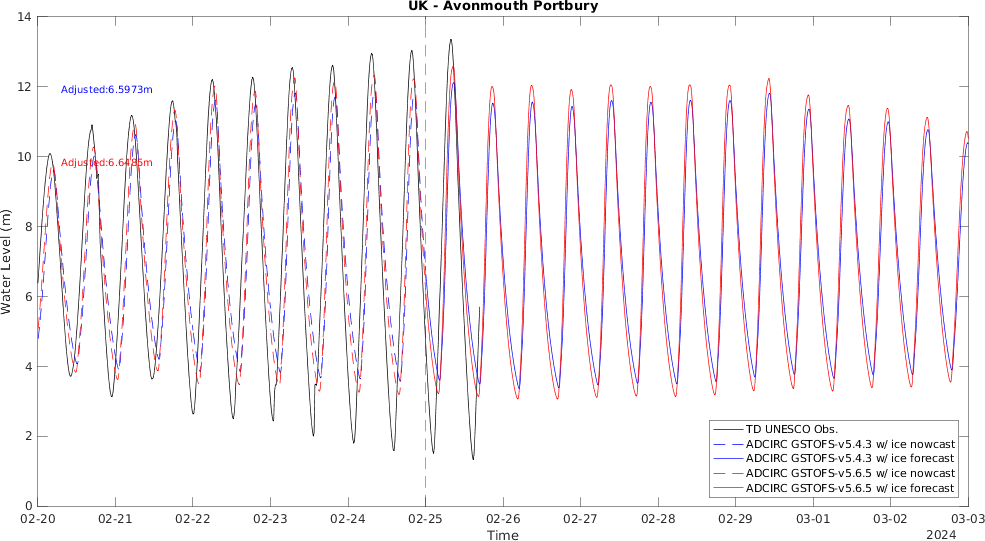 UK - Avonmouth Portbury
14
12
10
8
6
4
2
0
Water Level (m)
Adjusted:6.5973m
Adjusted:6.6485m
TD UNESCO Obs.
ADCIRC GSTOFS-v5.4.3 w/ ice nowcast
ADCIRC GSTOFS-v5.4.3 w/ ice forecast
ADCIRC GSTOFS-v5.6.5 w/ ice nowcast
ADCIRC GSTOFS-v5.6.5 w/ ice forecast
02-20 02-21 02-22 02-23 02-24 02-25 02-26 02-27 02-28 02-29 03-01 03-02 03-03
Time
2024